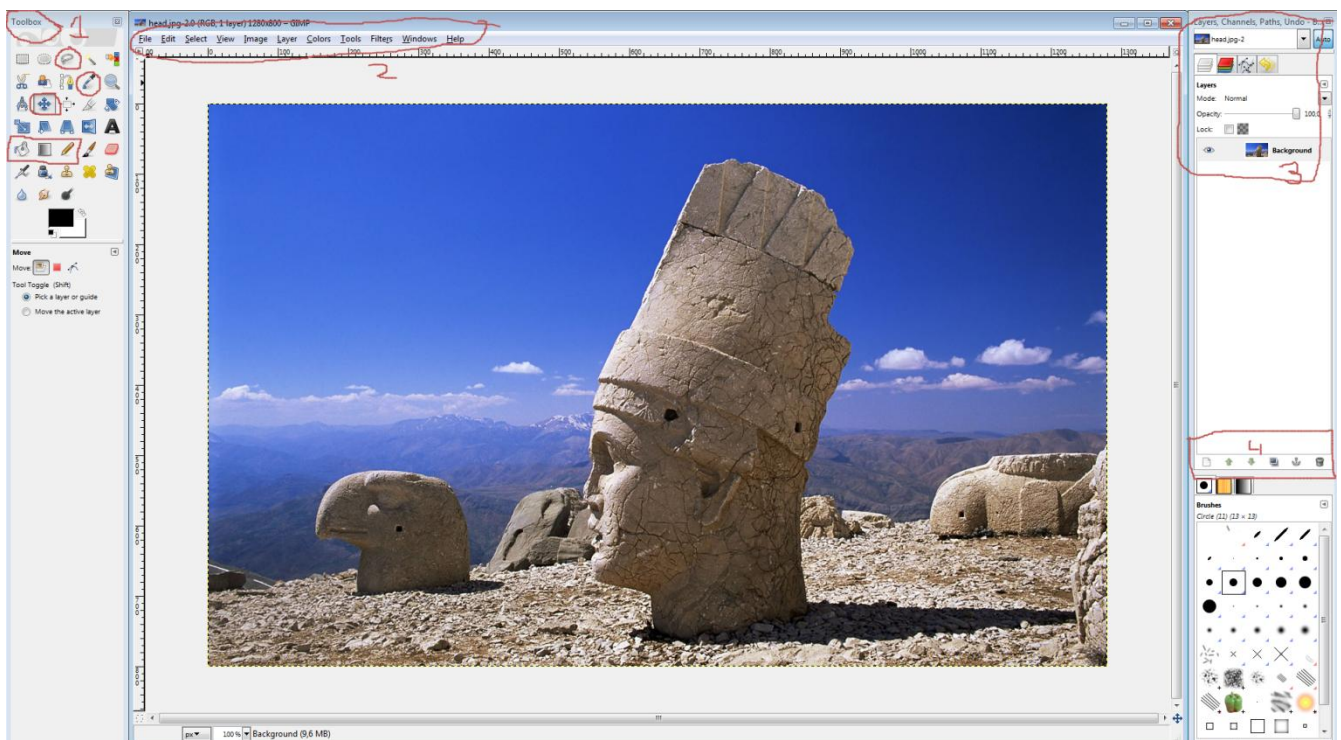 Toolbox
1
head.jpg-2.0 (RGB, 1 layer) 1280x800 – GIMP
File Edit Select View Image Layer Colors Tools Filters Windows Help
2
Move
Move:
Tool Toggle (Shift)
Pick a layer or guide
Move the active layer
px 100 % Background (9,6 MB)
Layers, Channels, Paths, Undo - B
head.jpg-2 Auto
Layers
Mode: Normal
Opacity: 100,0
Lock:
Background
3
4
Brushes
Circle (11) (13 × 13)